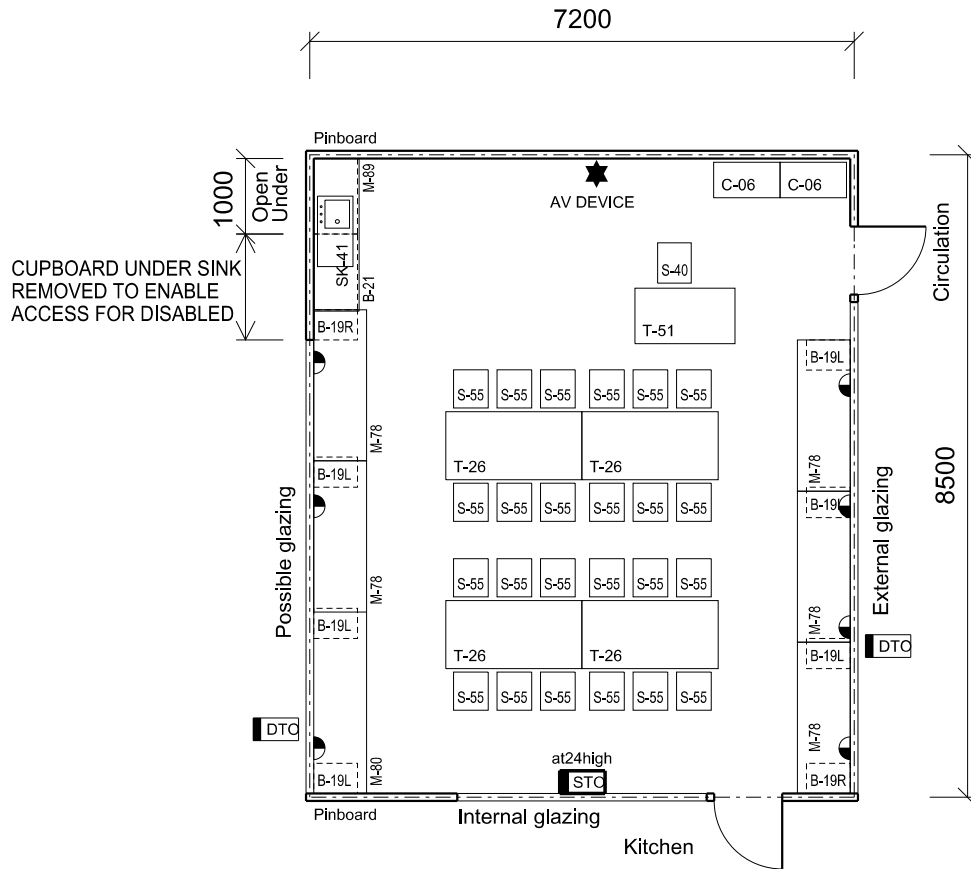 7200
Pinboard
1000
Open
Under
M-89
AV DEVICE
C-06 C-06
Circulation
CUPBOARD UNDER SINK
REMOVED TO ENABLE
ACCESS FOR DISABLED
SK-41
B-21
S-40
T-51
B-19R
B-19L
S-55 S-55 S-55 S-55 S-55 S-55
M-78
T-26 T-26
M-78
B-19L
B-19L
S-55 S-55 S-55 S-55 S-55 S-55
8500
Possible glazing
External glazing
S-55 S-55 S-55 S-55 S-55 S-55
M-78
M-78
B-19L
T-26 T-26
B-19L
DTO
S-55 S-55 S-55 S-55 S-55 S-55
DTO
M-78
at24high
STO
B-19L
M-80
B-19R
Pinboard
Internal glazing
Kitchen